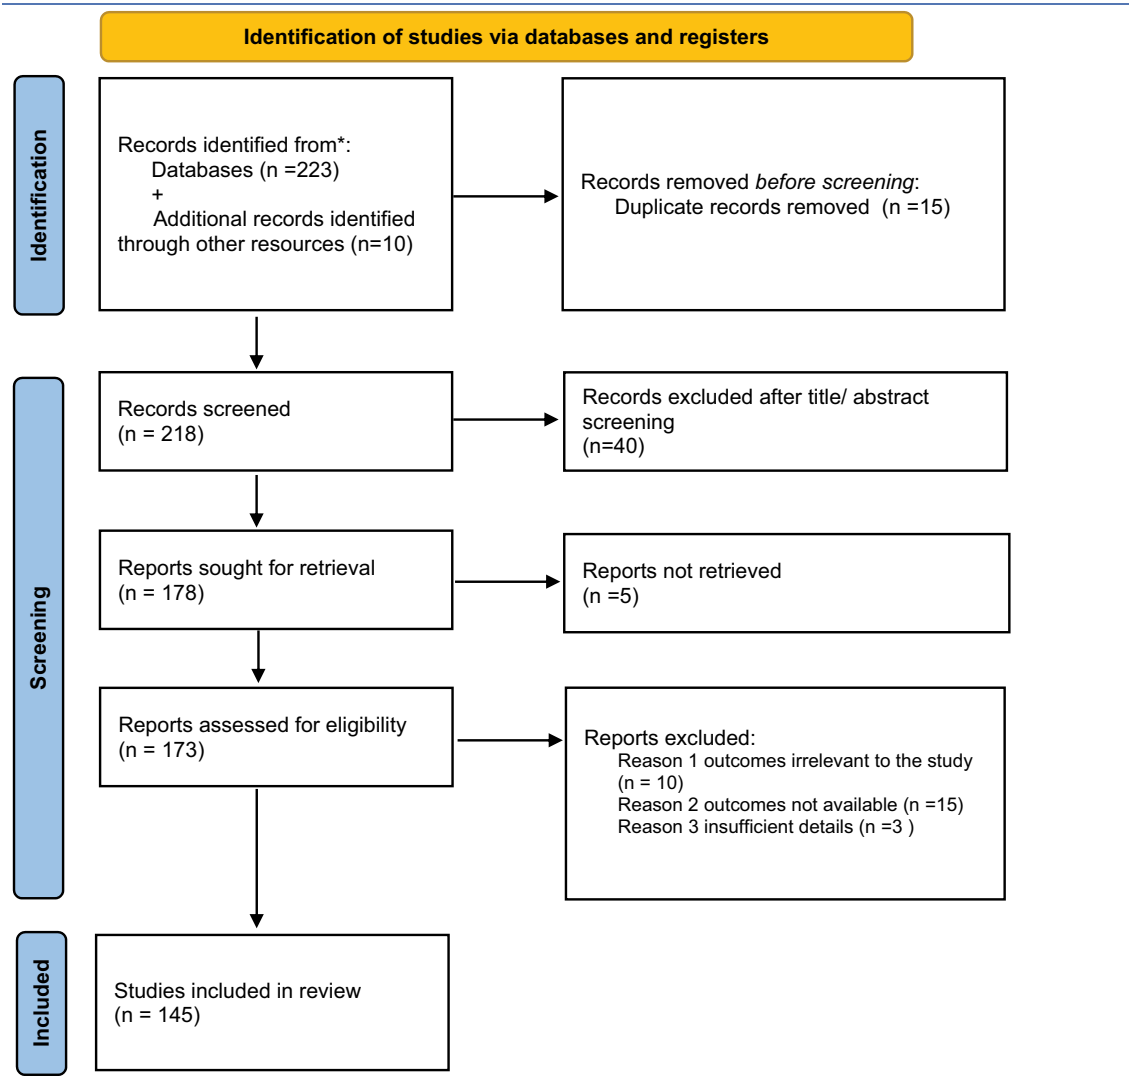 Identification of studies via databases and registers
Identification
Records identified from*:
Databases (n =223)
+
Additional records identified
through other resources (n=10)
Records removed before screening:
Duplicate records removed (n =15)
Screening
Records screened
(n = 218)
Records excluded after title/ abstract
screening
(n=40)
Reports sought for retrieval
(n = 178)
Reports not retrieved
(n =5)
Reports assessed for eligibility
(n = 173)
Reports excluded:
Reason 1 outcomes irrelevant to the study
(n = 10)
Reason 2 outcomes not available (n =15)
Reason 3 insufficient details (n =3 )
Included
Studies included in review
(n = 145)